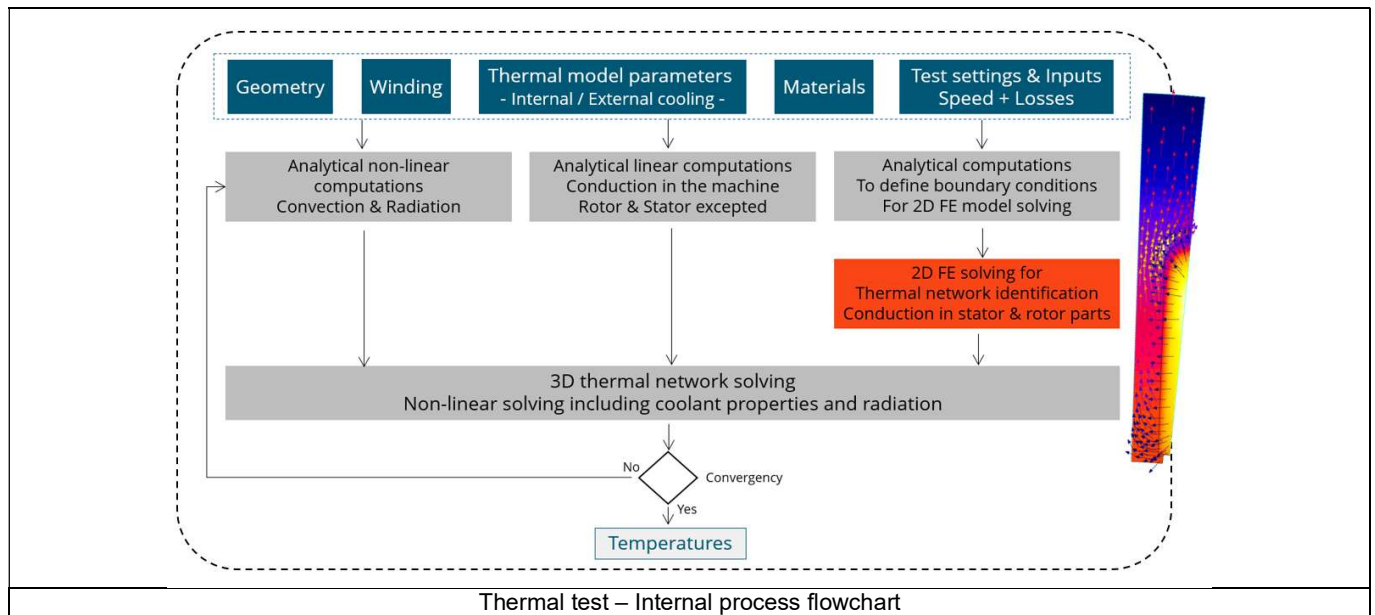 Geometry
Winding
Thermal model parameters
- Internal / External cooling -
Materials
Test settings & Inputs
Speed + Losses
Analytical non-linear
computations
Convection & Radiation
Analytical linear computations
Conduction in the machine
Rotor & Stator excepted
Analytical computations
To define boundary conditions
For 2D FE model solving
2D FE solving for
Thermal network identification
Conduction in stator & rotor parts
3D thermal network solving
Non-linear solving including coolant properties and radiation
No
Convergency
Yes
Temperatures
Thermal test – Internal process flowchart